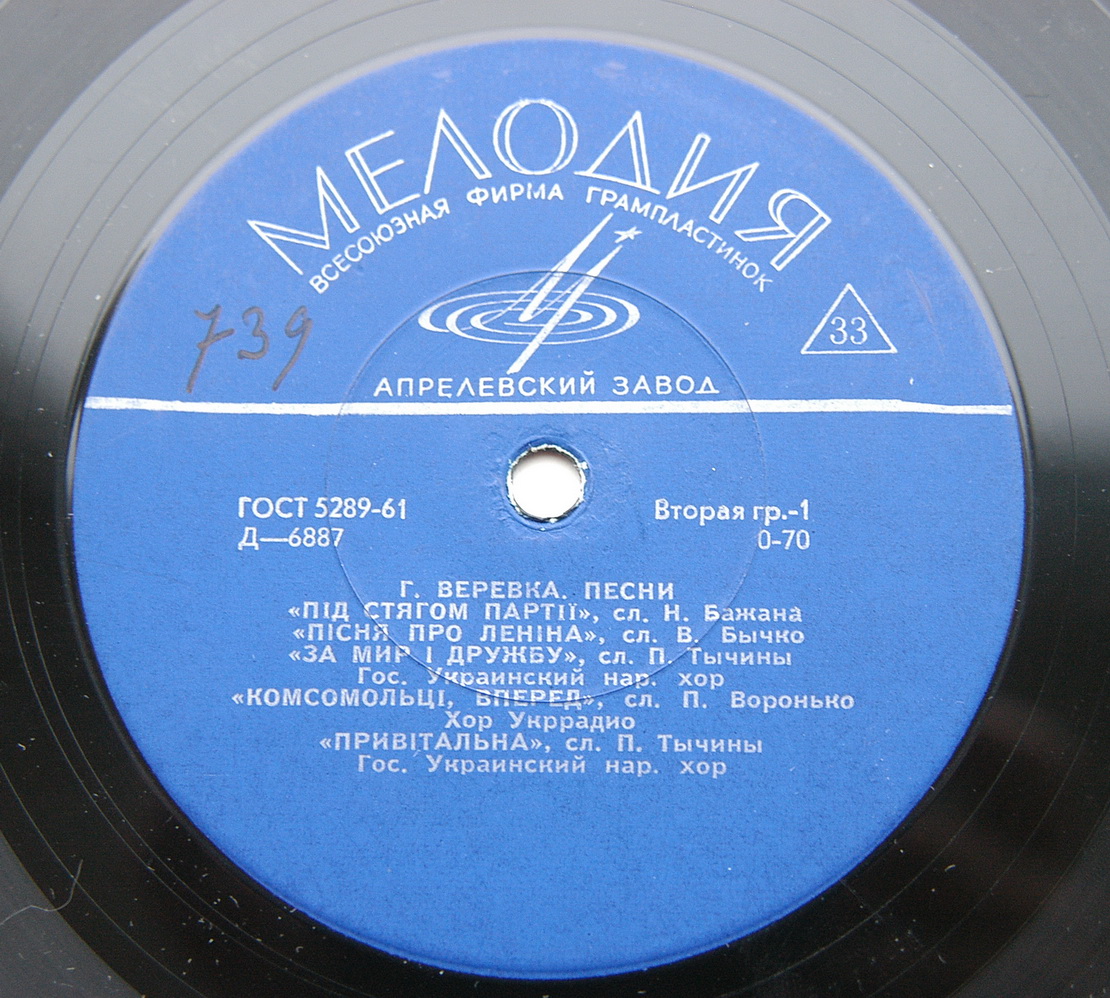 МЕЛОДИЯ
ВСЕСОЮЗНАЯ ФИРМА ГРАМПЛАСТИНОК
739
33
АПРЕЛЕВСКИЙ ЗАВОД
ГОСТ 5289-61
Вторая гр.-1
Д—6887
0-70
Г. ВЕРЕВКА. ПЕСНИ
«ПІД СТЯГОМ ПАРТІЇ», сл. Н. Бажана
«ПІСНЯ ПРО ЛЕНІНА», сл. В. Бычко
«ЗА МИР І ДРУЖБУ», сл. П. Тычины
Гос. Украинский нар. хор
«КОМСОМОЛЬЦІ, ВПЕРЕД», сл. П. Воронько
Хор Укррадио
«ПРИВІТАЛЬНА», сл. П. Тычины
Гос. Украинский нар. хор